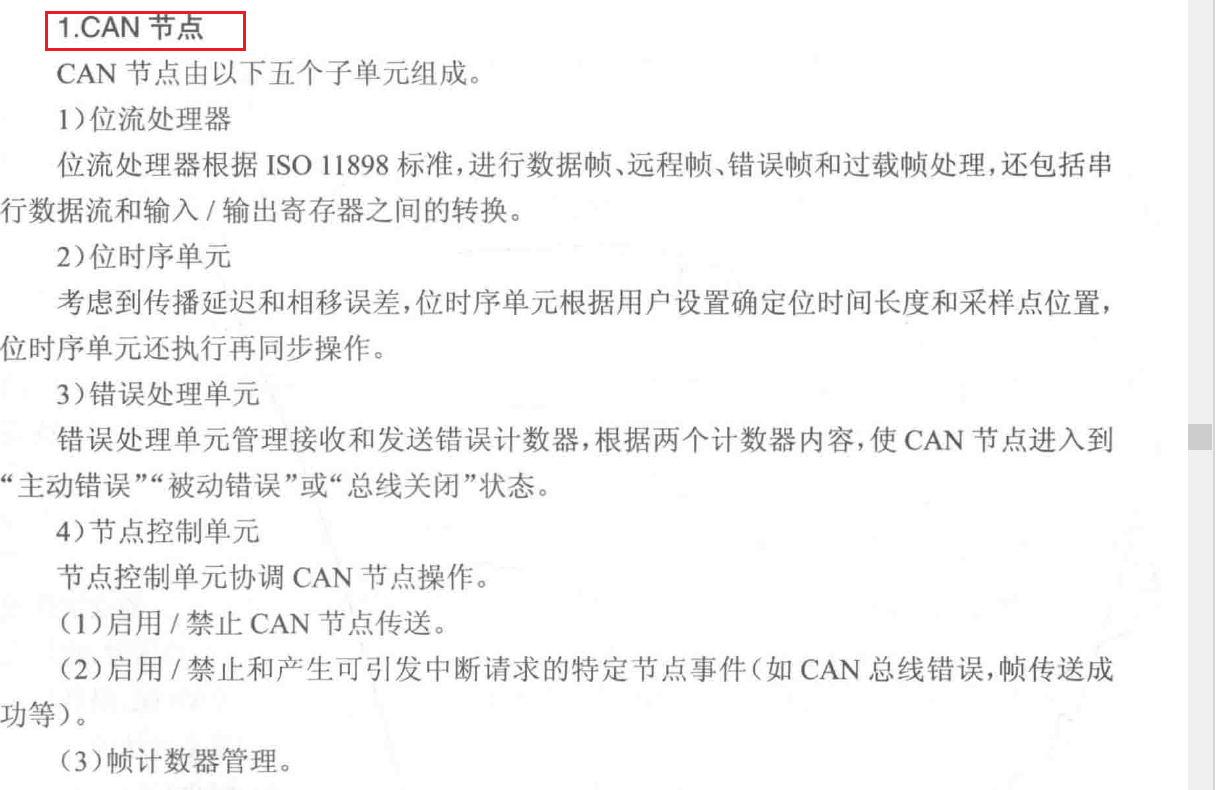 1.CAN 节点
CAN 节点由以下五个子单元组成。
1)位流处理器
位流处理器根据 ISO 11898 标准,进行数据帧、远程帧、错误帧和过载帧处理,还包括串
行数据流和输入 / 输出寄存器之间的转换。
2)位时序单元
考虑到传播延迟和相移误差,位时序单元根据用户设置确定位时间长度和采样点位置,
位时序单元还执行再同步操作。
3)错误处理单元
错误处理单元管理接收和发送错误计数器,根据两个计数器内容,使 CAN 节点进入到
“主动错误”“被动错误”或“总线关闭”状态。
4)节点控制单元
节点控制单元协调 CAN 节点操作。
(1)启用 / 禁止 CAN 节点传送。
(2)启用 / 禁止和产生可引发中断请求的特定节点事件(如 CAN 总线错误,帧传送成
功等)。
(3)帧计数器管理。